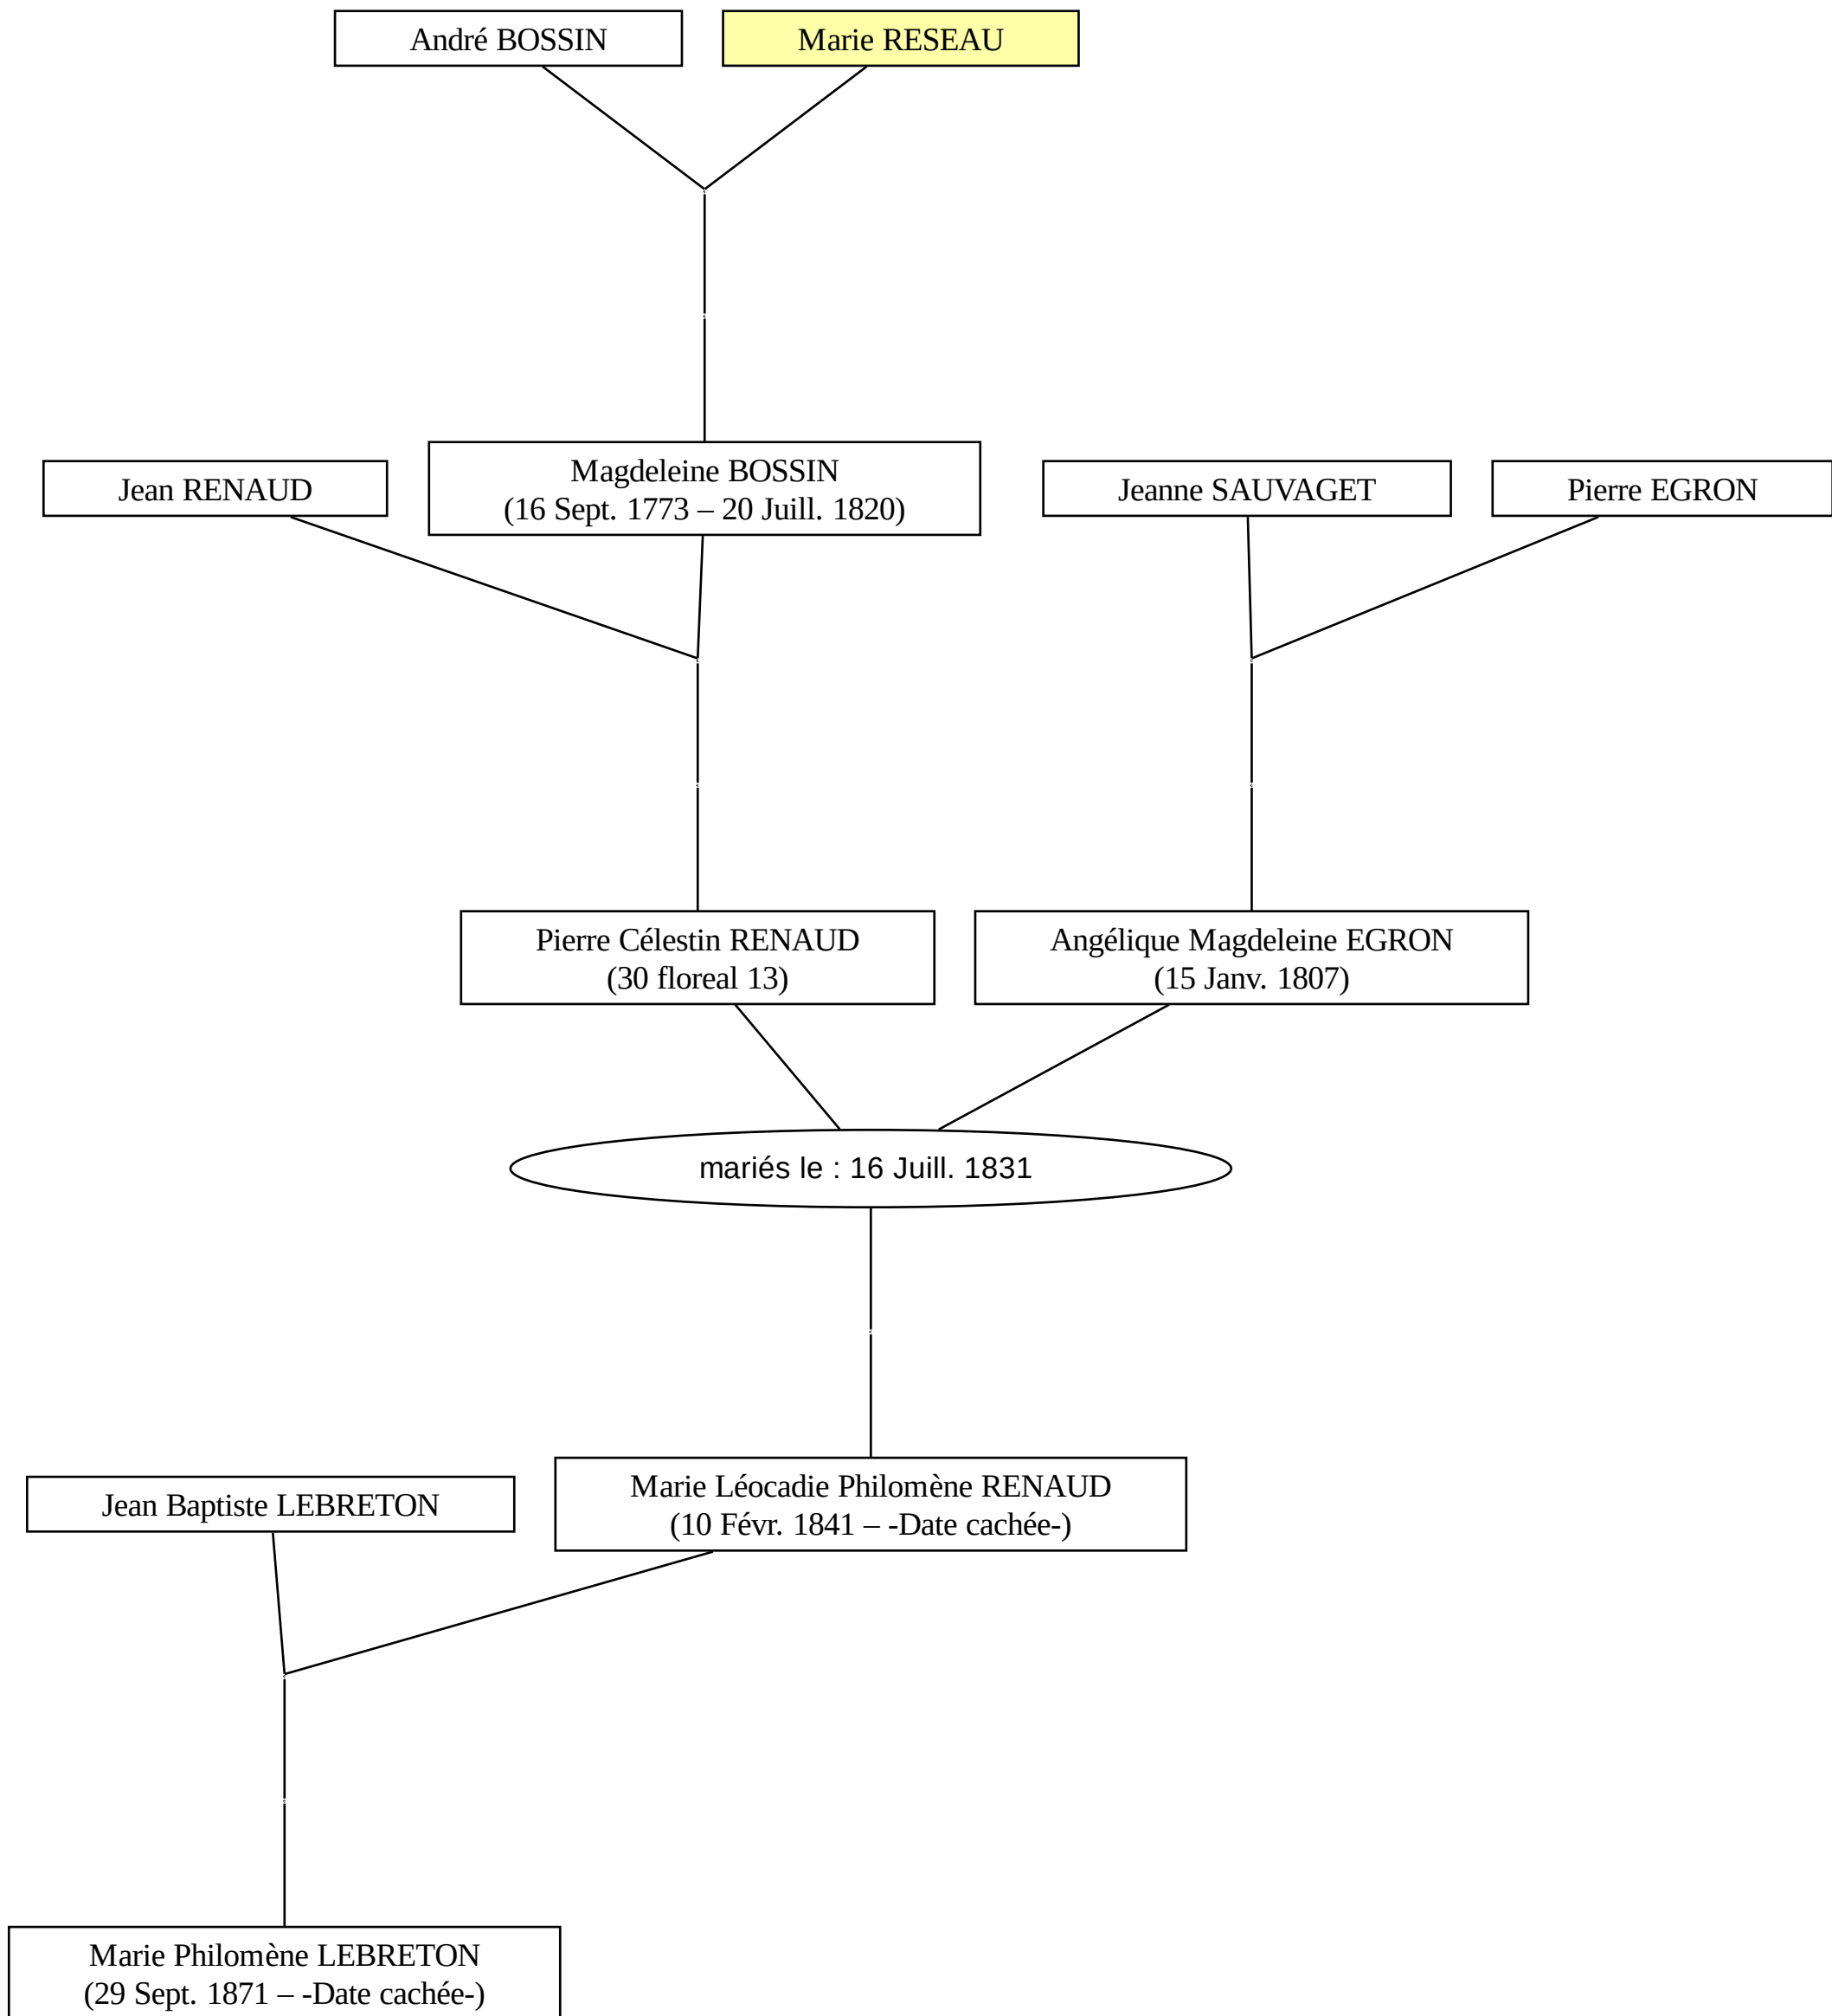 André BOSSIN
Marie RESEAU
Magdeleine BOSSIN
(16 Sept. 1773 – 20 Juill. 1820)
Jean RENAUD
Jeanne SAUVAGET
Pierre EGRON
Pierre Célestin RENAUD
(30 floreal 13)
Angélique Magdeleine EGRON
(15 Janv. 1807)
mariés le : 16 Juill. 1831
Marie Léocadie Philomène RENAUD
(10 Févr. 1841 – -Date cachée-)
Jean Baptiste LEBRETON
Marie Philomène LEBRETON
(29 Sept. 1871 – -Date cachée-)